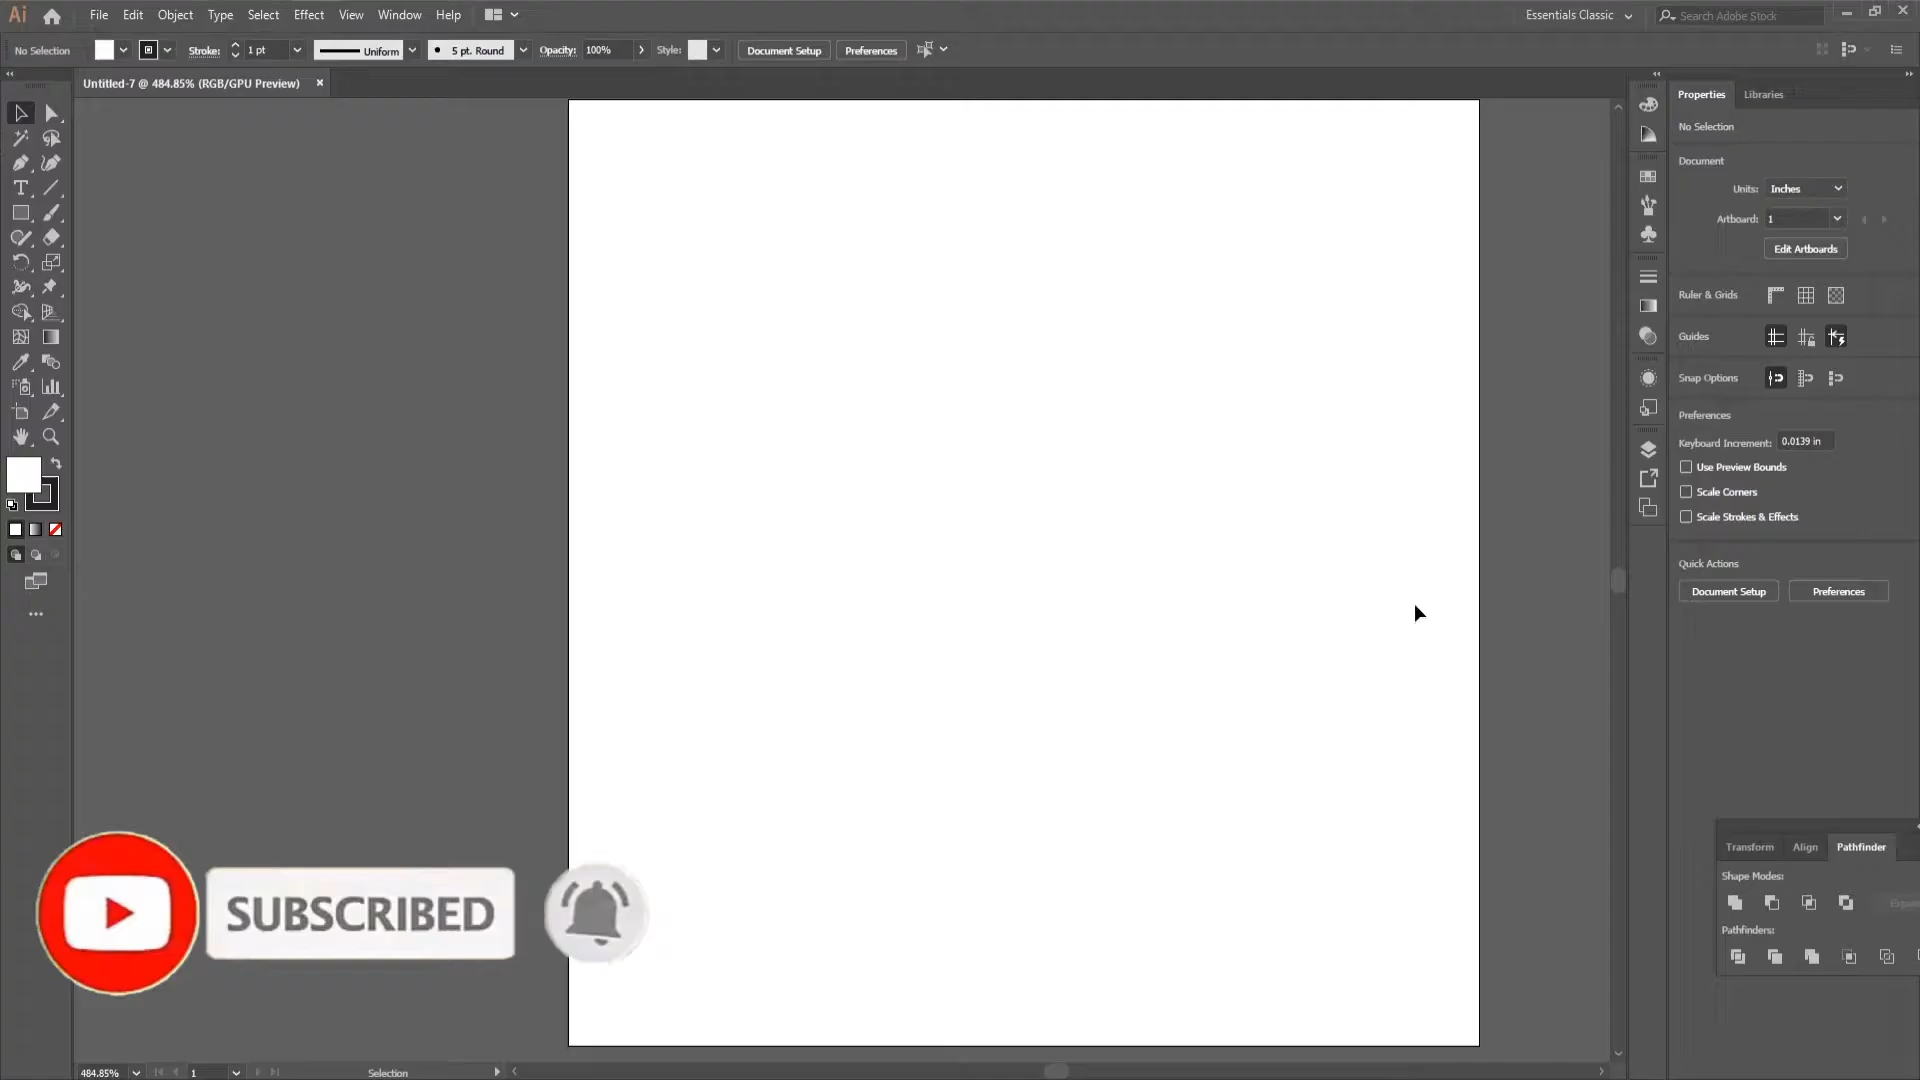 Ai File Edit Object Type Select Effect View Window Help Essentials Classic Search Adobe Stock
No Selection Stroke: 1 pt Uniform 5 pt. Round Opacity: 100% Style: Document Setup Preferences
Untitled-7 @ 484.85% (RGB/GPU Preview)
Properties Libraries
No Selection
Document
Units: Inches
Artboard: 1
Edit Artboards
Ruler & Grids
Guides
Snap Options
Preferences
Keyboard Increment: 0.0139 in
Use Preview Bounds
Scale Corners
Scale Strokes & Effects
Quick Actions
Document Setup Preferences
Transform Align Pathfinder
Shape Modes:
Pathfinders:
SUBSCRIBED
484.85% 1 Selection